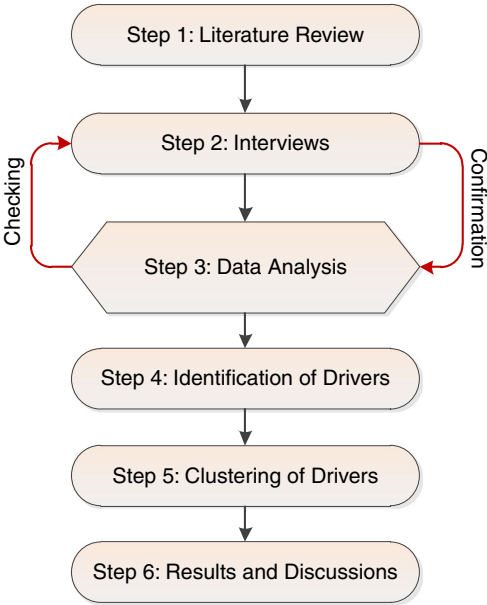 Step 1: Literature Review
Step 2: Interviews
Checking
Confirmation
Step 3: Data Analysis
Step 4: Identification of Drivers
Step 5: Clustering of Drivers
Step 6: Results and Discussions